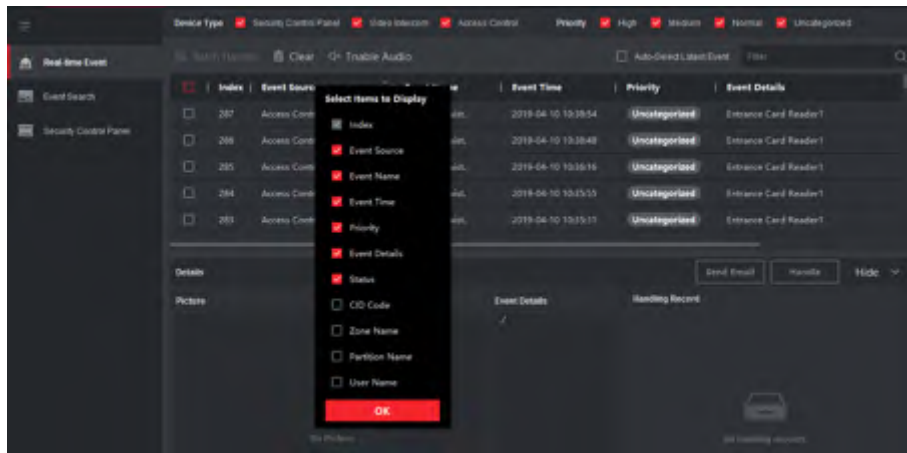 Device Type Security Control Panel Video Intercom Access Control Priority High Medium Normal Uncategorized
Clear Enable Audio Auto-Select Latest Event Filter
Real-time Event
Event Search
Security Control Panel
Index Event Source Event Time Priority Event Details
287 Access Contr 2019-04-10 10:38:54 Uncategorized Entrance Card Reader1
286 Access Contr 2019-04-10 10:38:48 Uncategorized Entrance Card Reader1
285 Access Contr 2019-04-10 10:36:16 Uncategorized Entrance Card Reader1
284 Access Contr 2019-04-10 10:35:55 Uncategorized Entrance Card Reader1
283 Access Contr 2019-04-10 10:35:31 Uncategorized Entrance Card Reader1
Select Items to Display
Index
Event Source
Event Name
Event Time
Priority
Event Details
Status
CID Code
Zone Name
Partition Name
User Name
OK
Details Send Email Handle Hide
Picture Event Details Handling Record
No Picture
No handling record.